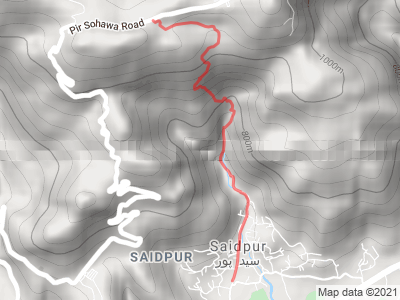 Pir Sohawa Road
1000m
800m
Saidpur
سید پور
SAIDPUR
Map data ©2021